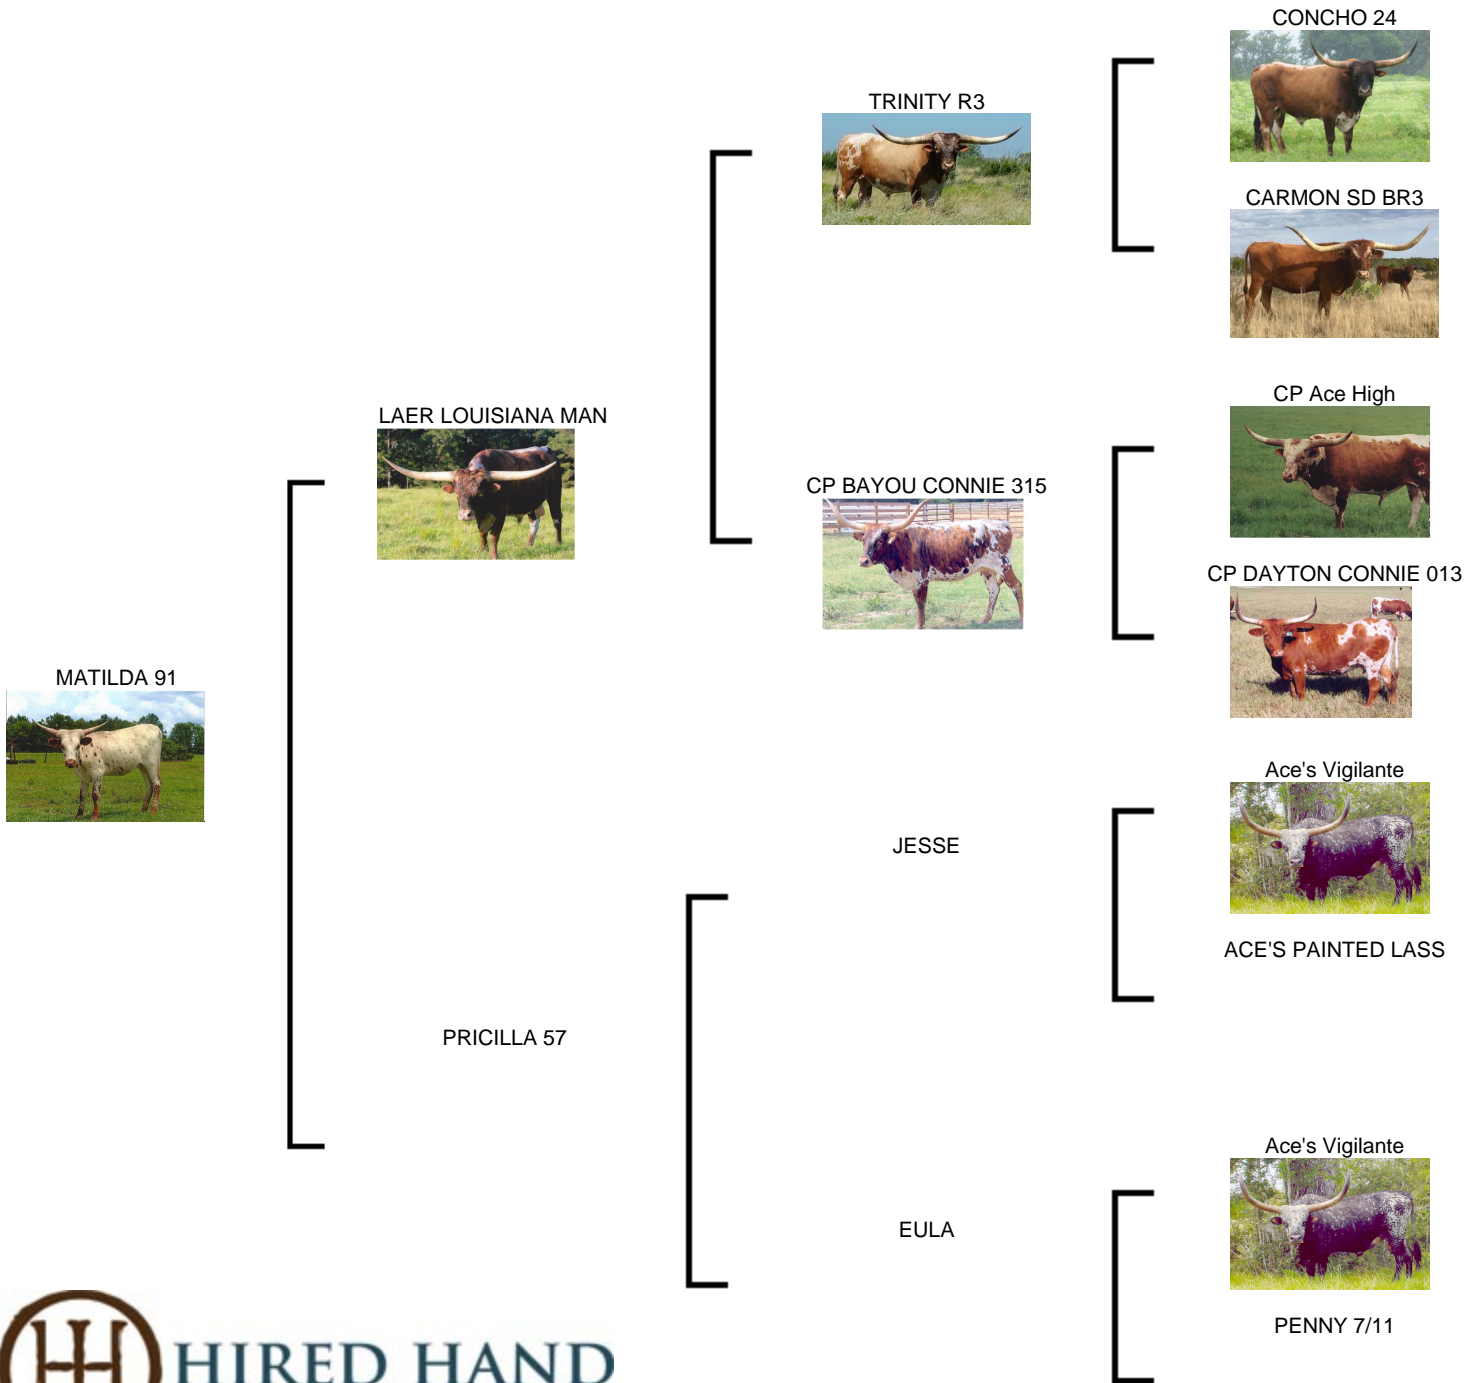 CONCHO 24
TRINITY R3
CARMON SD BR3
CP Ace High
LAER LOUISIANA MAN
CP BAYOU CONNIE 315
CP DAYTON CONNIE 013
MATILDA 91
Ace's Vigilante
JESSE
ACE'S PAINTED LASS
PRICILLA 57
Ace's Vigilante
EULA
PENNY 7/11
HIRED HAND